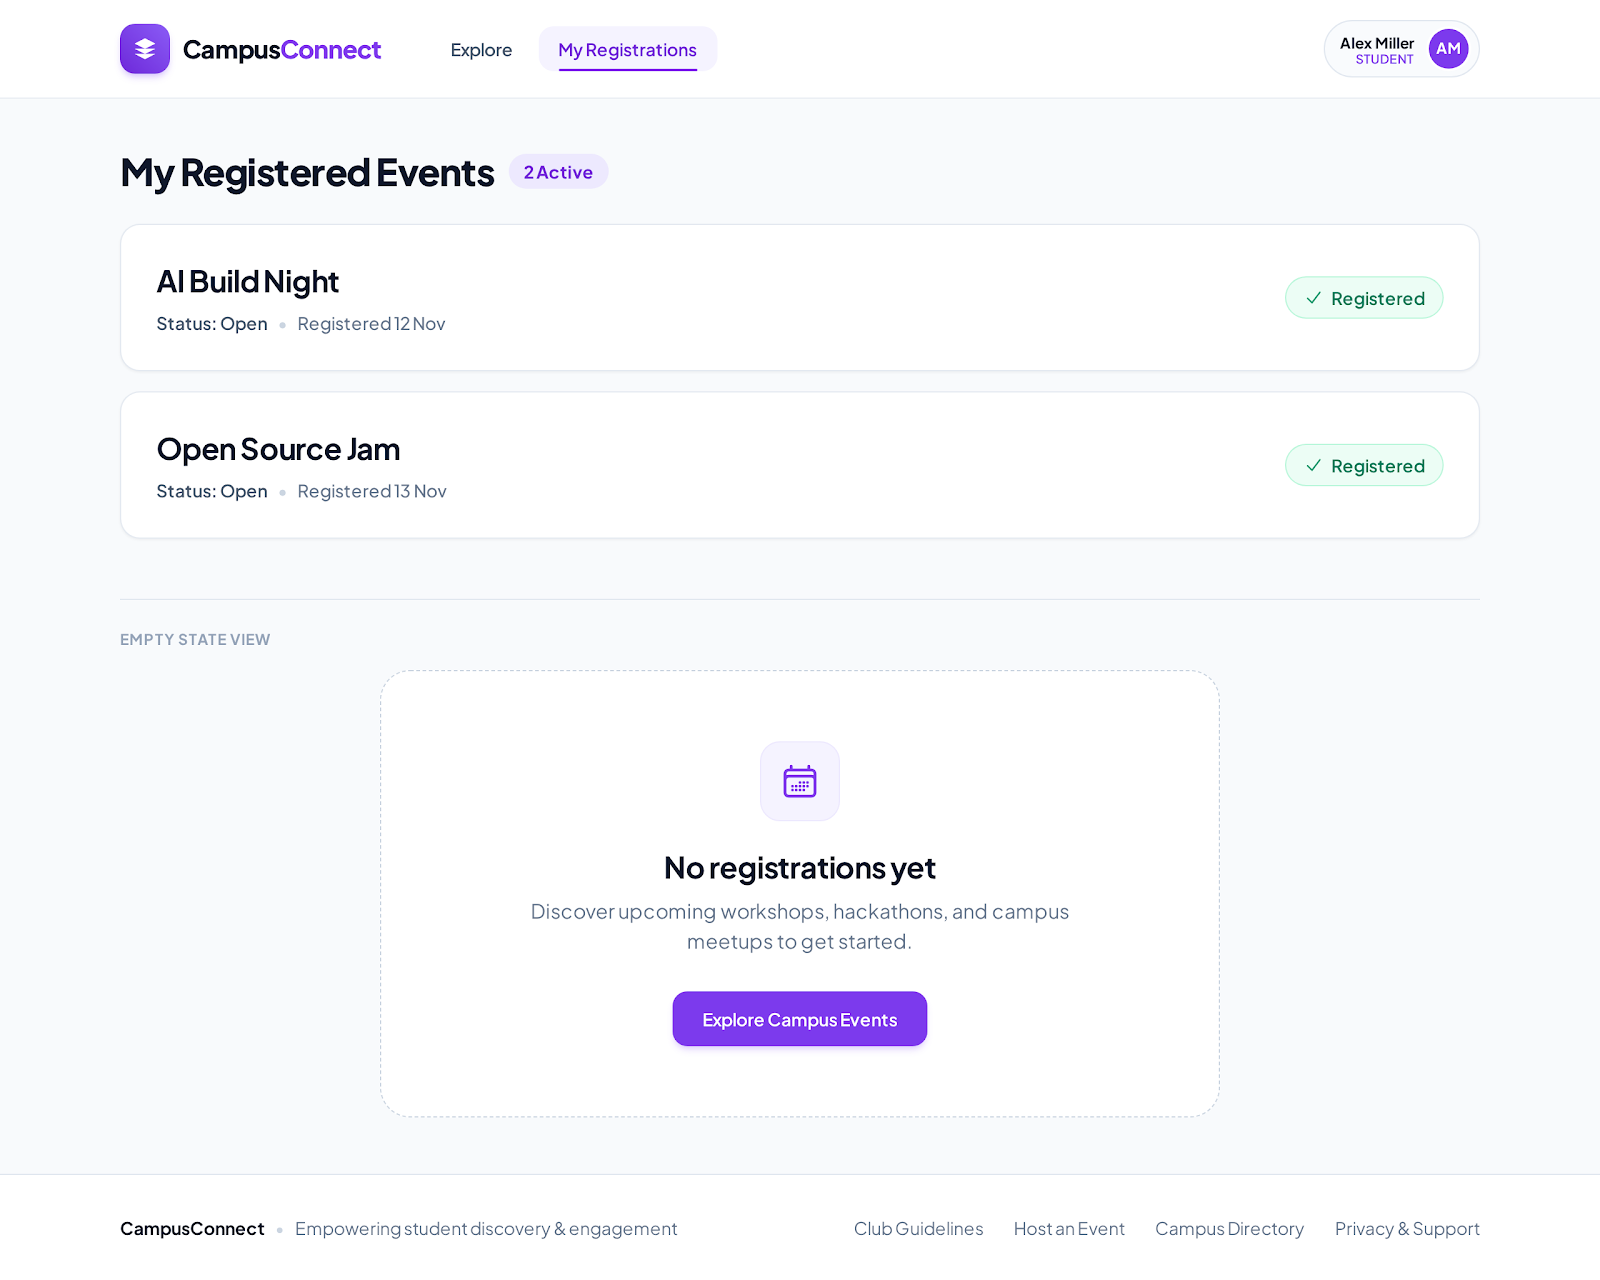 CampusConnect
Explore
My Registrations
Alex Miller
STUDENT
AM
My Registered Events
2 Active
AI Build Night
Status: Open • Registered 12 Nov
Registered
Open Source Jam
Status: Open • Registered 13 Nov
Registered
EMPTY STATE VIEW
No registrations yet
Discover upcoming workshops, hackathons, and campus
meetups to get started.
Explore Campus Events
CampusConnect • Empowering student discovery & engagement
Club Guidelines
Host an Event
Campus Directory
Privacy & Support